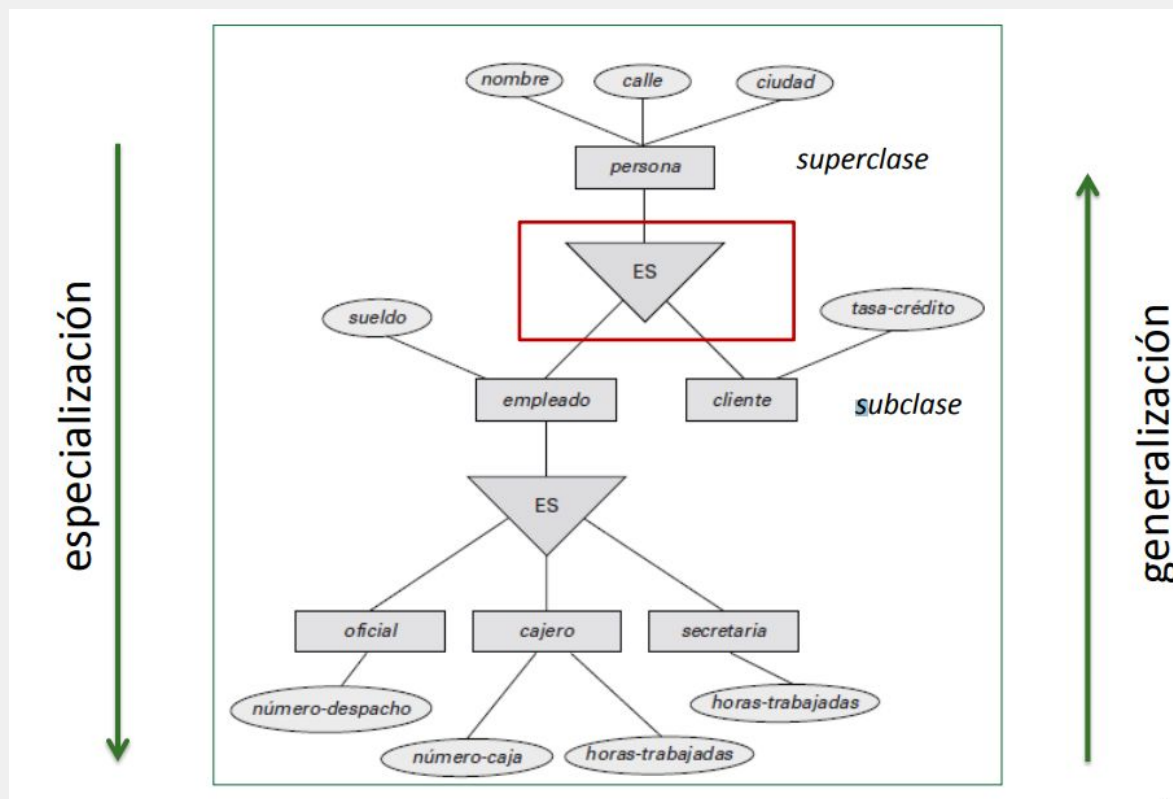 nombre
calle
ciudad
persona
superclase
ES
sueldo
tasa-crédito
empleado
cliente
subclase
especialización
generalización
ES
oficial
cajero
secretaria
número-despacho
horas-trabajadas
número-caja
horas-trabajadas